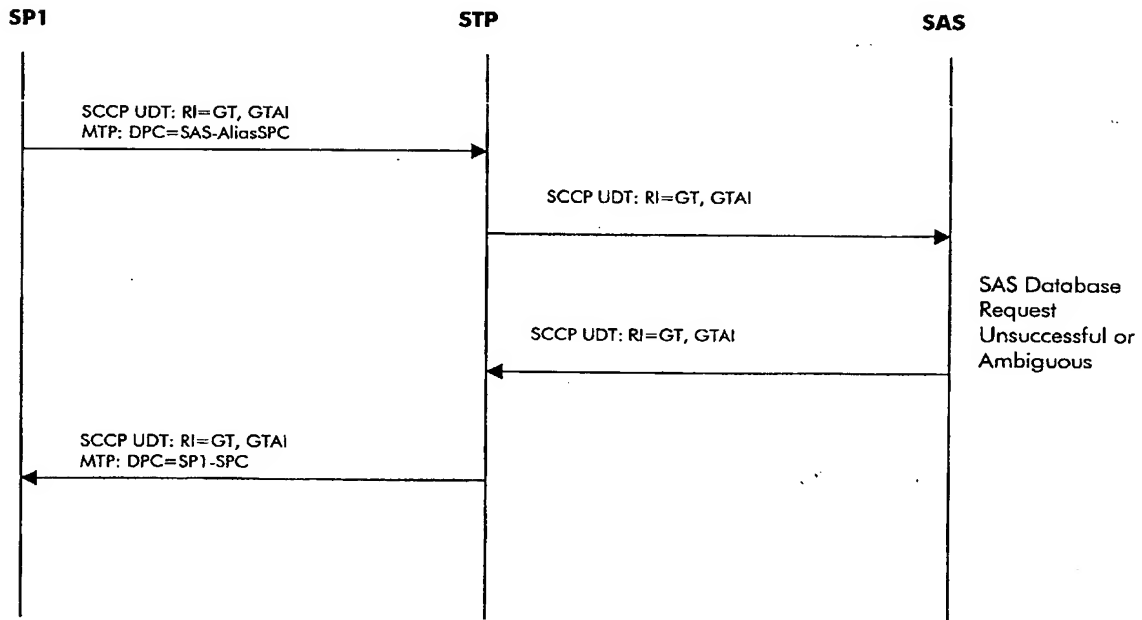 SP1
STP
SAS
SCCP UDT: RI=GT, GTAI
MTP: DPC=SAS-AliasSPC
SCCP UDT: RI=GT, GTAI
SAS Database
Request
Unsuccessful or
Ambiguous
SCCP UDT: RI=GT, GTAI
SCCP UDT: RI=GT, GTAI
MTP: DPC=SP1-SPC